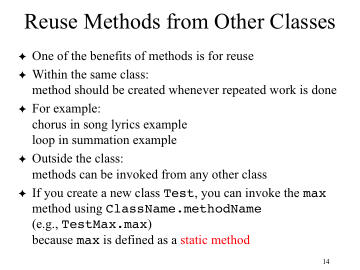 Reuse Methods from Other Classes
✦ One of the benefits of methods is for reuse
✦ Within the same class:
method should be created whenever repeated work is done
✦ For example:
chorus in song lyrics example
loop in summation example
✦ Outside the class:
methods can be invoked from any other class
✦ If you create a new class Test, you can invoke the max
method using ClassName.methodName
(e.g., TestMax.max)
because max is defined as a static method
14